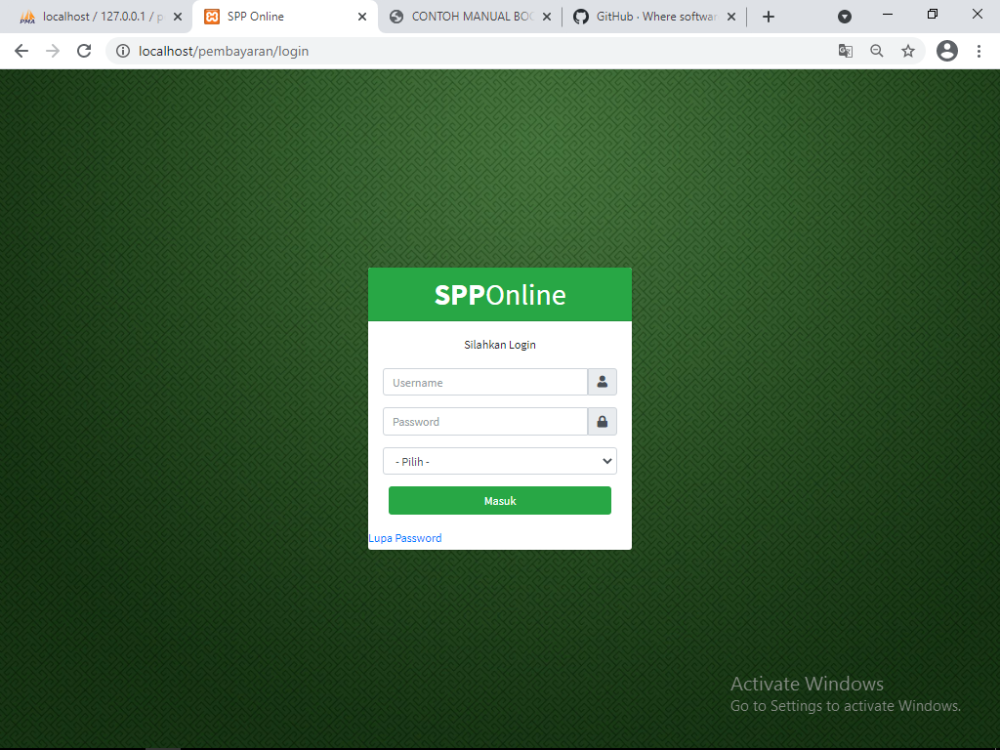 localhost / 127.0.0.1 / p
SPP Online
CONTOH MANUAL BOO
GitHub · Where softwar
localhost/pembayaran/login
SPPOnline
Silahkan Login
Username
Password
- Pilih -
Masuk
Lupa Password
Activate Windows
Go to Settings to activate Windows.